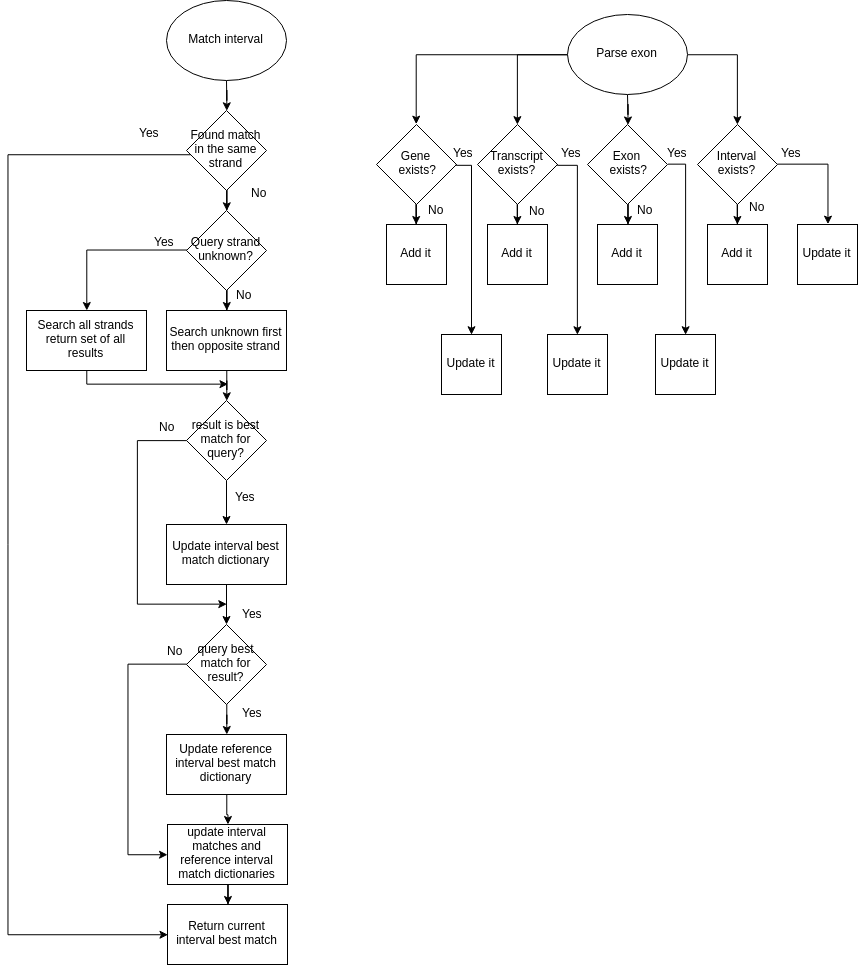 Match interval
Yes
Found match
in the same
strand
No
Yes
Query strand
unknown?
No
Search all strands
return set of all
results
Search unknown first
then opposite strand
No
result is best
match for
query?
Yes
Update interval best
match dictionary
Yes
No
query best
match for
result?
Yes
Update reference
interval best match
dictionary
update interval
matches and
reference interval
match dictionaries
Return current
interval best match
Parse exon
Gene
exists?
Yes
Transcript
exists?
Yes
Exon
exists?
Yes
Interval
exists?
Yes
No
No
No
No
Add it
Add it
Add it
Add it
Update it
Update it
Update it
Update it